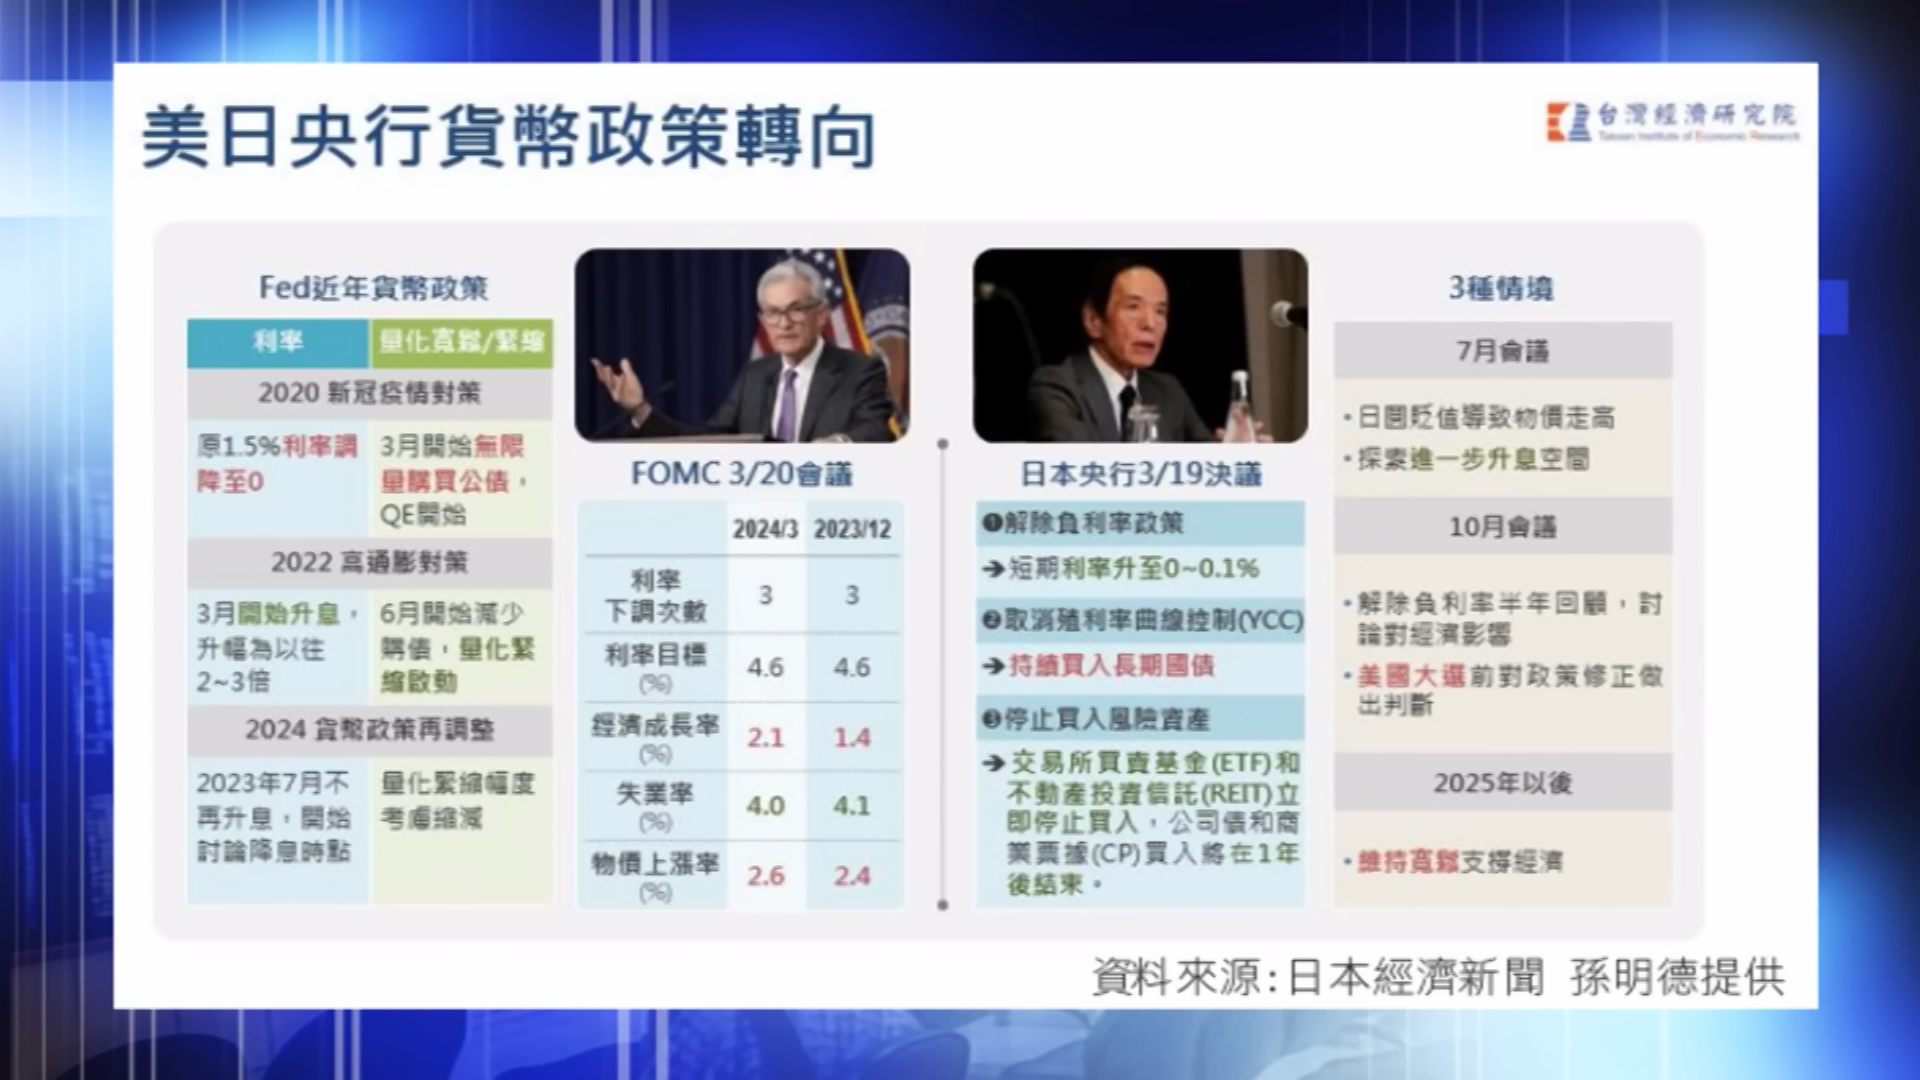 美日央行貨幣政策轉向
台灣經濟研究院
Taiwan Institute of Economic Research
Fed近年貨幣政策
利率
量化寬鬆/緊縮
2020 新冠疫情對策
原1.5%利率調
降至0
3月開始無限
量購買公債，
QE開始
2022 高通膨對策
3月開始升息，
升幅為以往
2~3倍
6月開始減少
購債，量化緊
縮啟動
2024 貨幣政策再調整
2023年7月不
再升息，開始
討論降息時點
量化緊縮幅度
考慮縮減
FOMC 3/20會議
2024/3 2023/12
利率
下調次數
3 3
利率目標
(%)
4.6 4.6
經濟成長率
(%)
2.1 1.4
失業率
(%)
4.0 4.1
物價上漲率
(%)
2.6 2.4
日本央行3/19決議
❶解除負利率政策
➔短期利率升至0~0.1%
❷取消殖利率曲線控制(YCC)
➔持續買入長期國債
❸停止買入風險資產
➔交易所買賣基金(ETF)和
不動產投資信託(REIT)立
即停止買入，公司債和商
業票據(CP)買入將在1年
後結束。
3種情境
7月會議
•日圓貶值導致物價走高
•探索進一步升息空間
10月會議
•解除負利率半年回顧，討
論對經濟影響
•美國大選前對政策修正做
出判斷
2025年以後
•維持寬鬆支撐經濟
資料來源:日本經濟新聞 孫明德提供